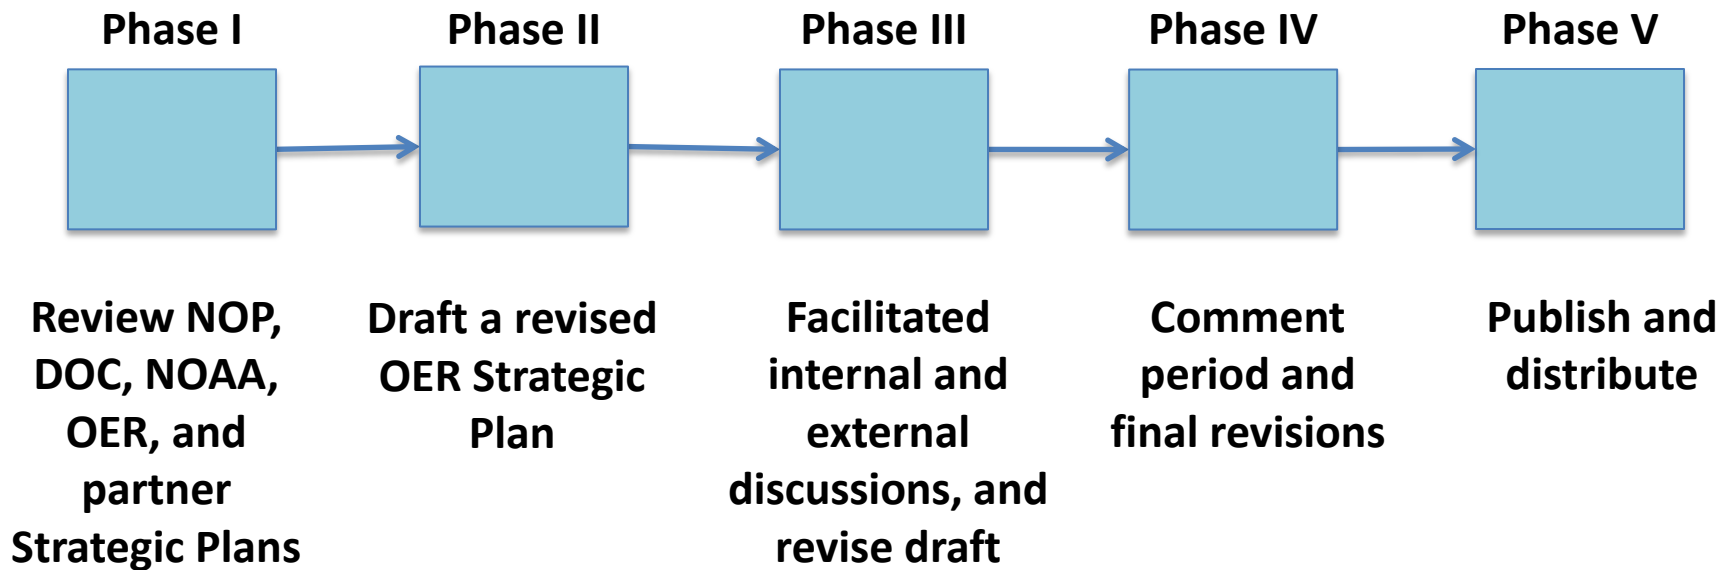 Phase I
Phase II
Phase III
Phase IV
Phase V
Review NOP,
DOC, NOAA,
OER, and
partner
Strategic Plans
Draft a revised
OER Strategic
Plan
Facilitated
internal and
external
discussions, and
revise draft
Comment
period and
final revisions
Publish and
distribute